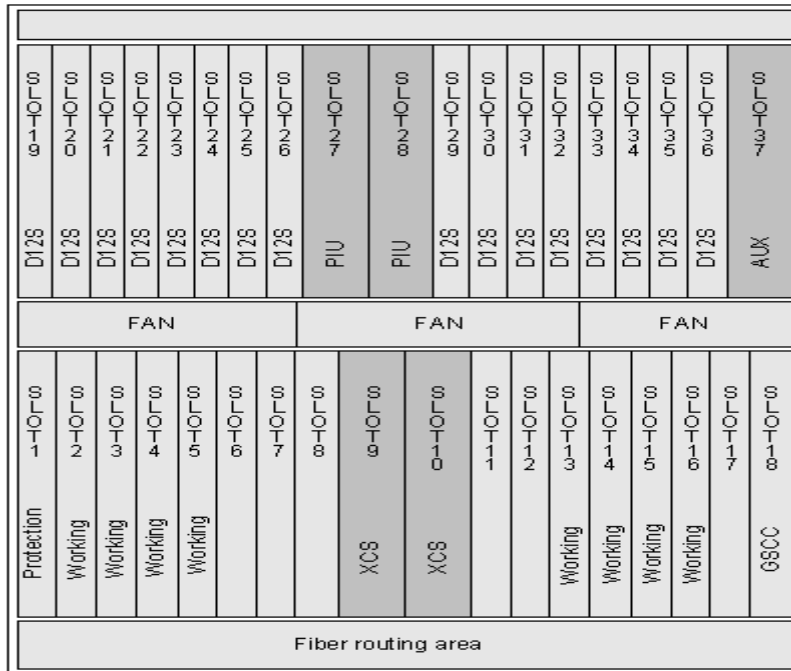 SLOT19
SLOT20
SLOT21
SLOT22
SLOT23
SLOT24
SLOT25
SLOT26
SLOT27
SLOT28
SLOT29
SLOT30
SLOT31
SLOT32
SLOT33
SLOT34
SLOT35
SLOT36
SLOT37
D12S
D12S
D12S
D12S
D12S
D12S
D12S
D12S
PIU
PIU
D12S
D12S
D12S
D12S
D12S
D12S
D12S
D12S
AUX
FAN
FAN
FAN
SLOT1
SLOT2
SLOT3
SLOT4
SLOT5
SLOT6
SLOT7
SLOT8
SLOT9
SLOT10
SLOT11
SLOT12
SLOT13
SLOT14
SLOT15
SLOT16
SLOT17
SLOT18
Protection
Working
Working
Working
Working
XCS
XCS
Working
Working
Working
Working
GSCC
Fiber routing area